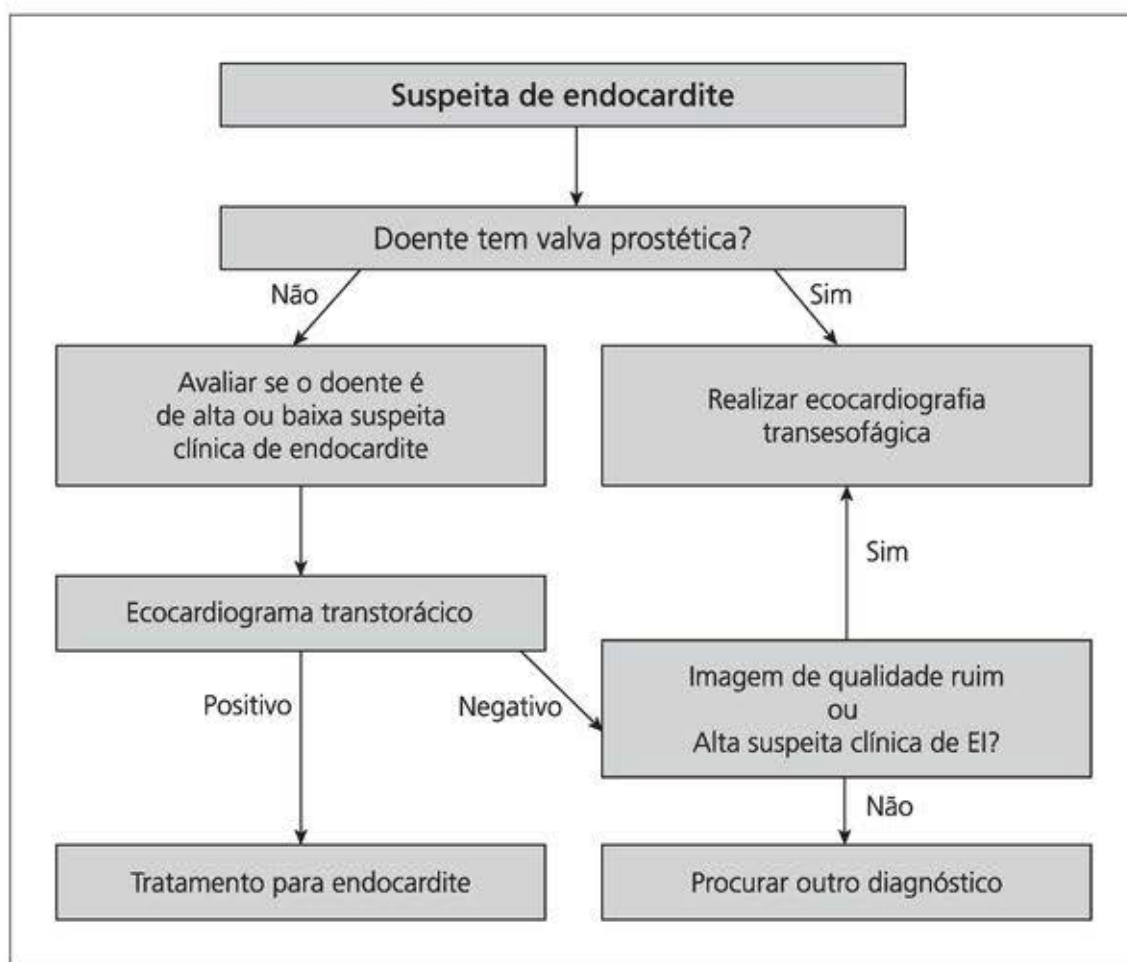 Suspeita de endocardite
Doente tem valva prostética?
Não
Sim
Avaliar se o doente é
de alta ou baixa suspeita
clínica de endocardite
Realizar ecocardiografia
transesofágica
Sim
Ecocardiograma transtorácico
Imagem de qualidade ruim
ou
Alta suspeita clínica de EI?
Positivo
Negativo
Não
Tratamento para endocardite
Procurar outro diagnóstico